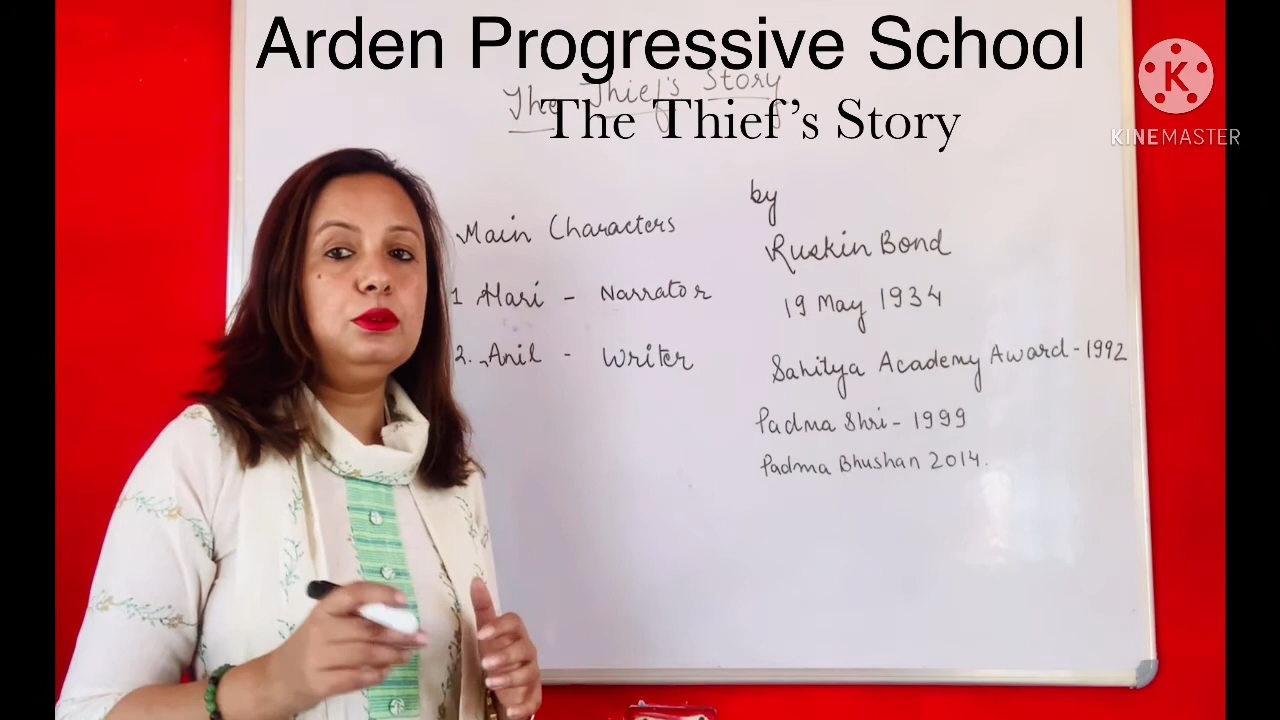 Arden Progressive School
The Thief's Story
The Thief’s Story
K
KINEMASTER
by
Ruskin Bond
19 May 1934
Sahitya Academy Award - 1992
Padma Shri - 1999
Padma Bhushan 2014.
Main Characters
1 Hari - Narrator
2. Anil - Writer